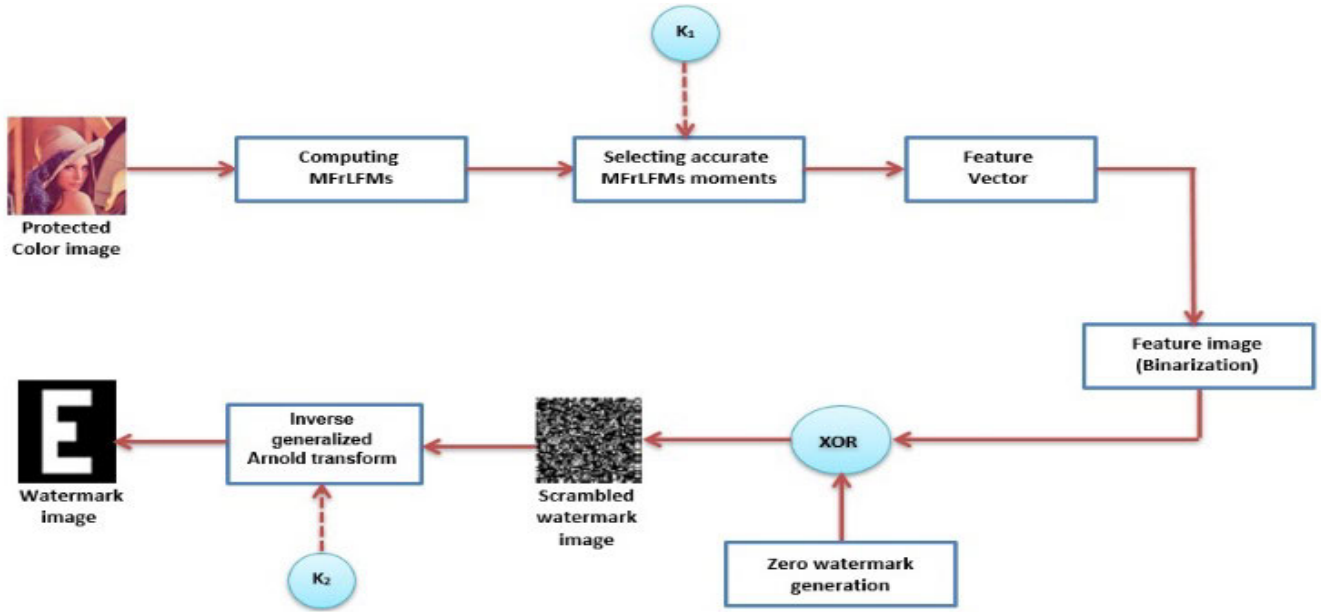 K₁
Protected
Color image
Computing
MFrLFMs
Selecting accurate
MFrLFMs moments
Feature
Vector
Feature image
(Binarization)
XOR
Zero watermark
generation
Scrambled
watermark
image
Inverse
generalized
Arnold transform
K₂
E
Watermark
image